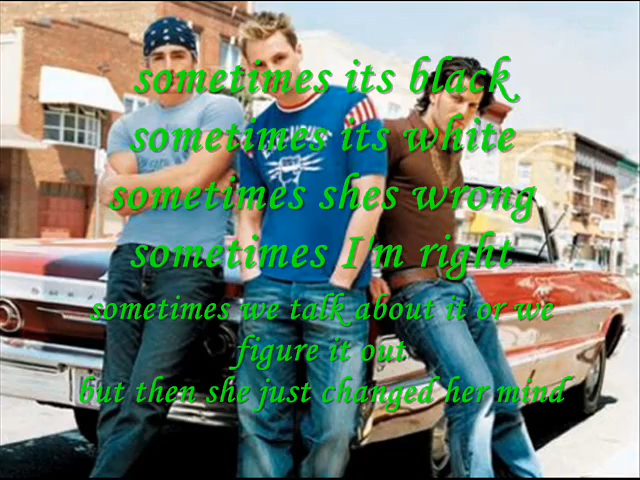 sometimes its black
sometimes its white
sometimes shes wrong
sometimes I'm right
sometimes we talk about it or we
figure it out
but then she just changed her mind